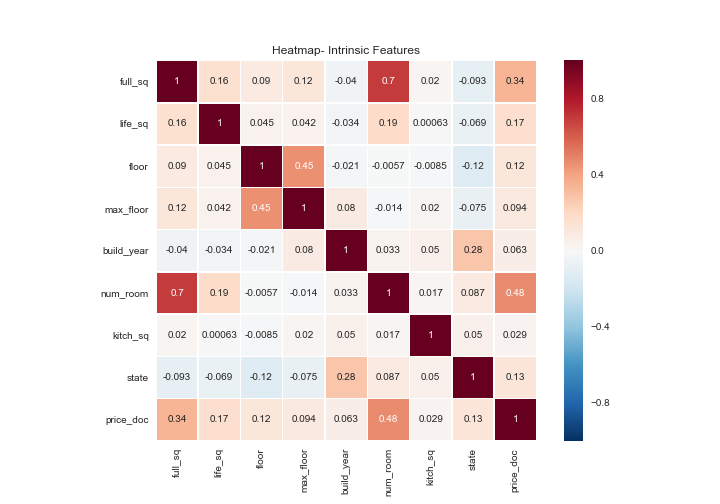 Heatmap- Intrinsic Features
full_sq 1 0.16 0.09 0.12 -0.04 0.7 0.02 -0.093 0.34
life_sq 0.16 1 0.045 0.042 -0.034 0.19 0.00063 -0.069 0.17
floor 0.09 0.045 1 0.45 -0.021 -0.0057 -0.0085 -0.12 0.12
max_floor 0.12 0.042 0.45 1 0.08 -0.014 0.02 -0.075 0.094
build_year -0.04 -0.034 -0.021 0.08 1 0.033 0.05 0.28 0.063
num_room 0.7 0.19 -0.0057 -0.014 0.033 1 0.017 0.087 0.48
kitch_sq 0.02 0.00063 -0.0085 0.02 0.05 0.017 1 0.05 0.029
state -0.093 -0.069 -0.12 -0.075 0.28 0.087 0.05 1 0.13
price_doc 0.34 0.17 0.12 0.094 0.063 0.48 0.029 0.13 1
full_sq life_sq floor max_floor build_year num_room kitch_sq state price_doc
0.8
0.4
0.0
−0.4
−0.8